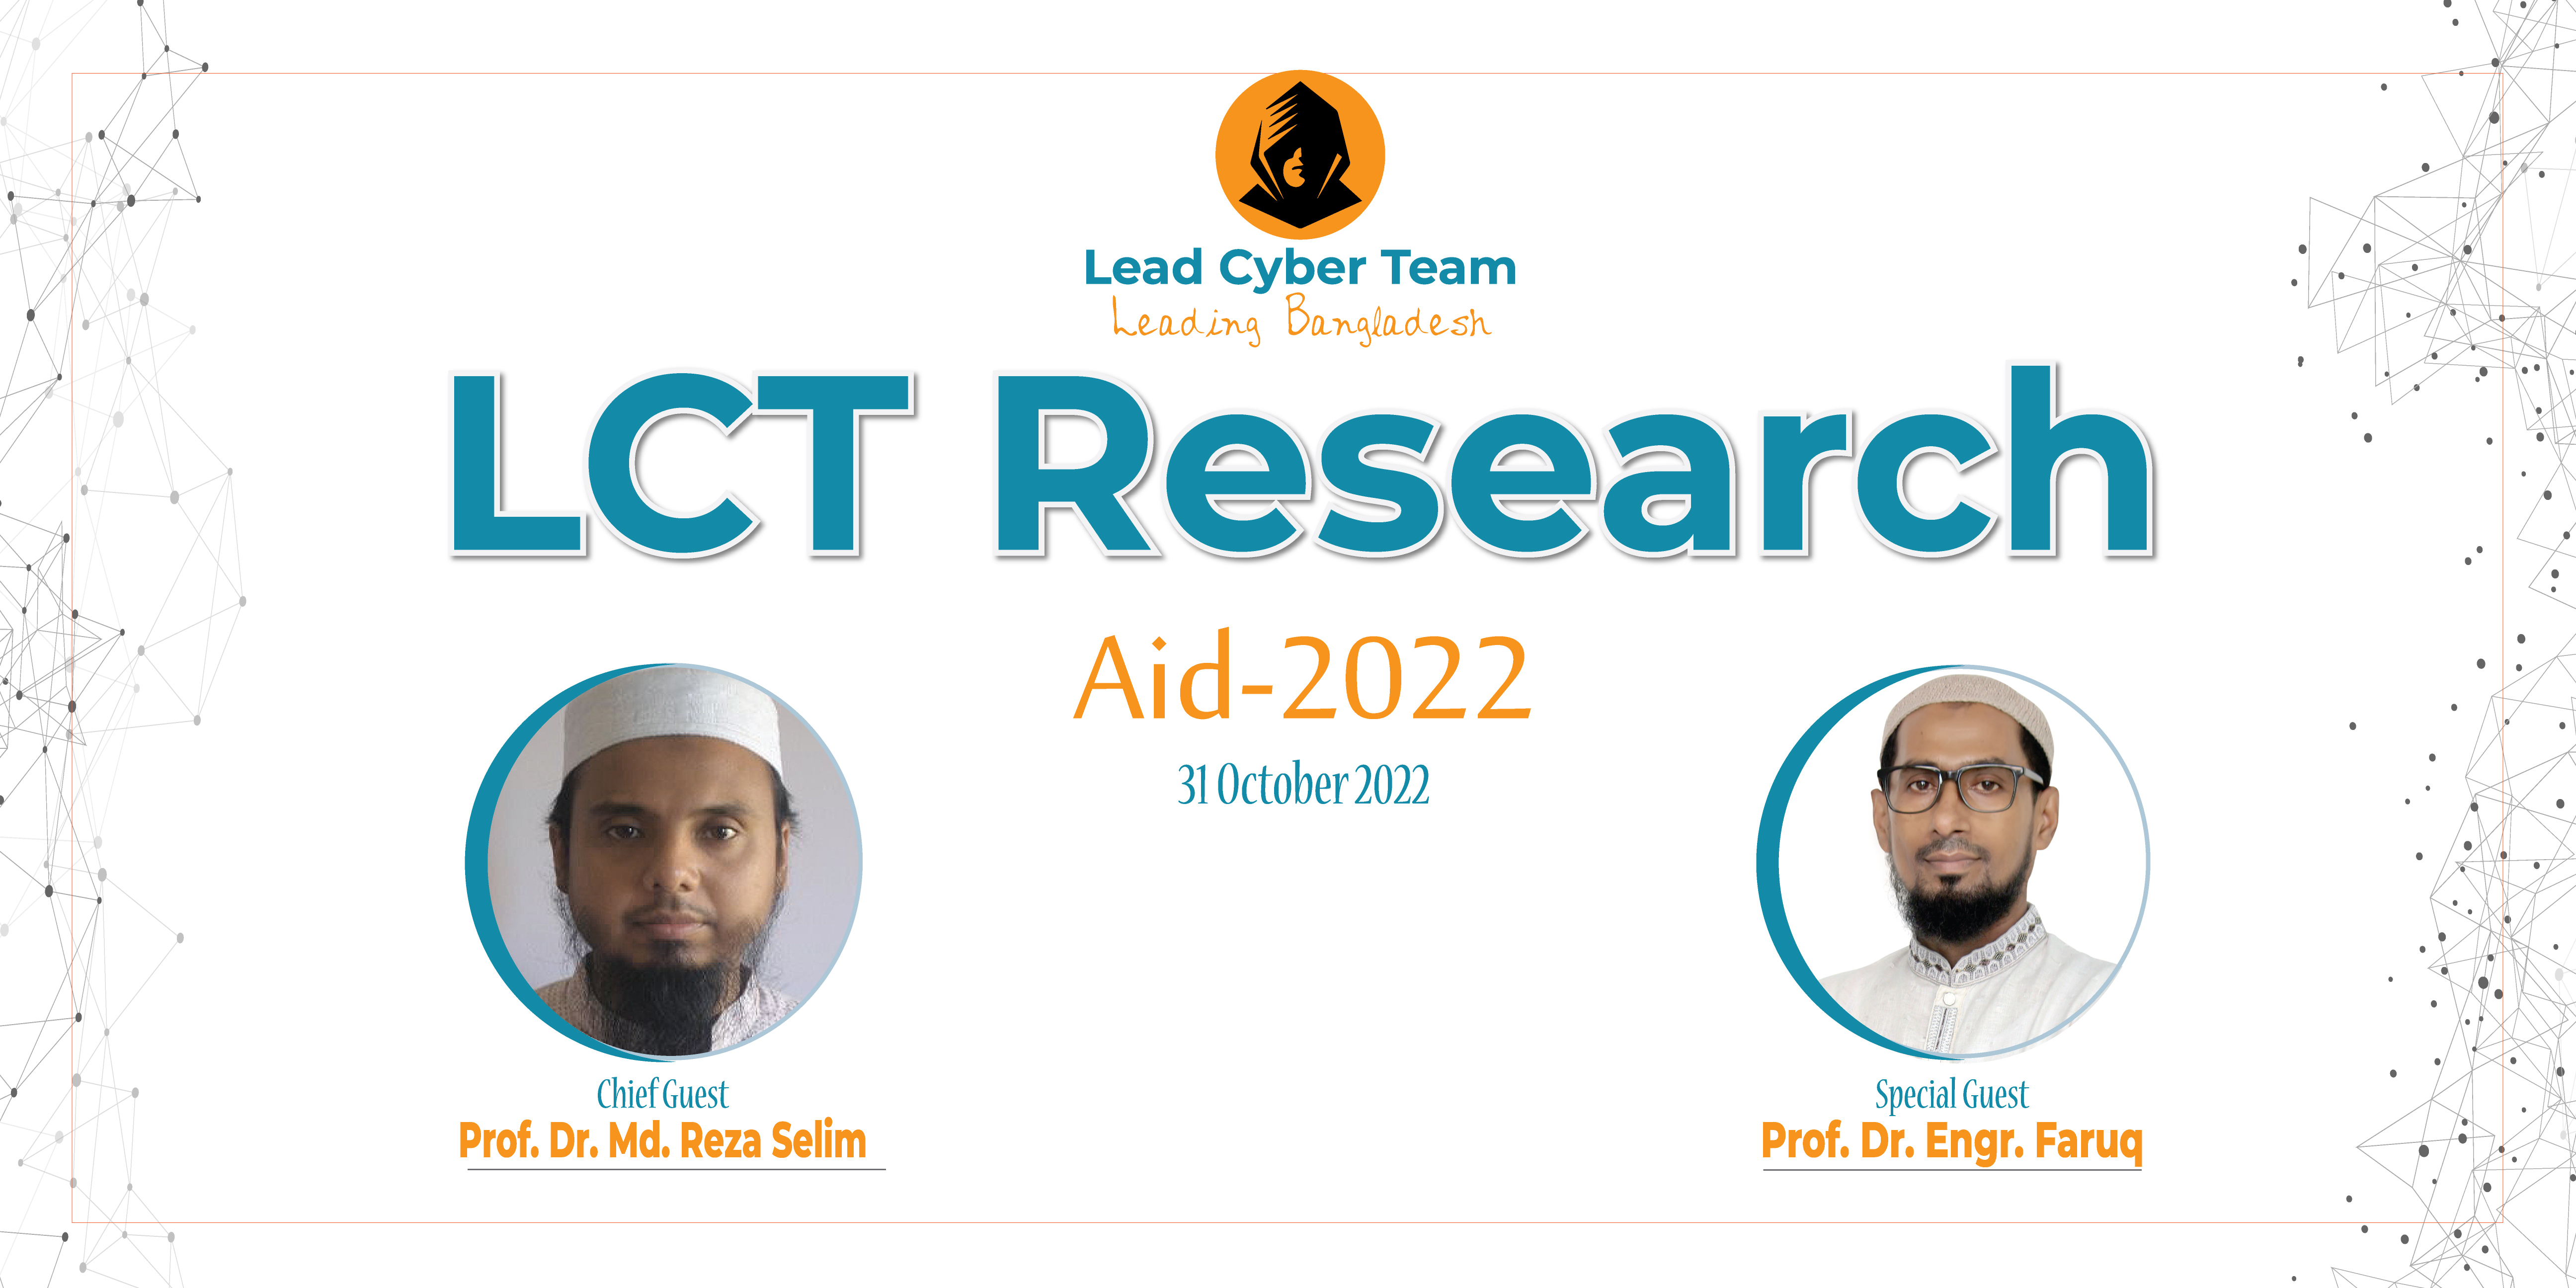 Lead Cyber Team
Leading Bangladesh
LCT Research
Aid-2022
31 October 2022
Chief Guest
Prof. Dr. Md. Reza Selim
Special Guest
Prof. Dr. Engr. Faruq